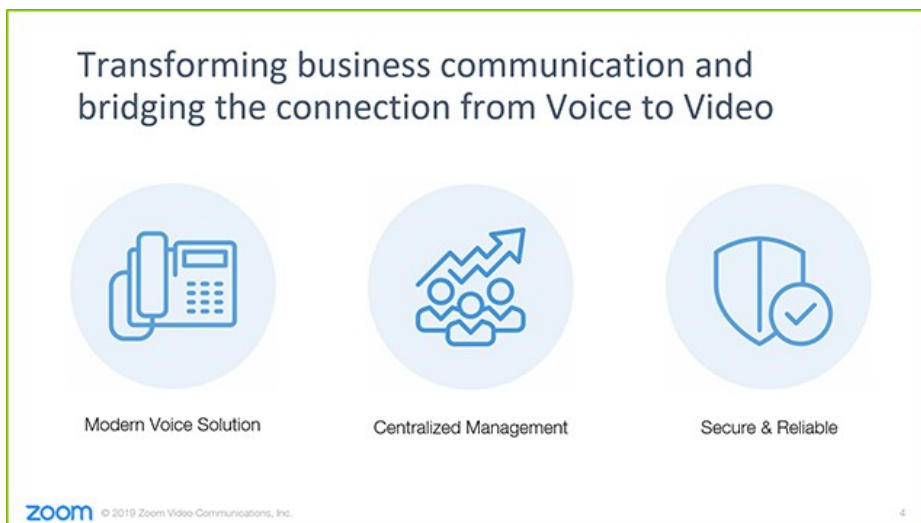 Transforming business communication and
bridging the connection from Voice to Video
Modern Voice Solution
Centralized Management
Secure & Reliable
zoom © 2019 Zoom Video Communications, Inc.
4